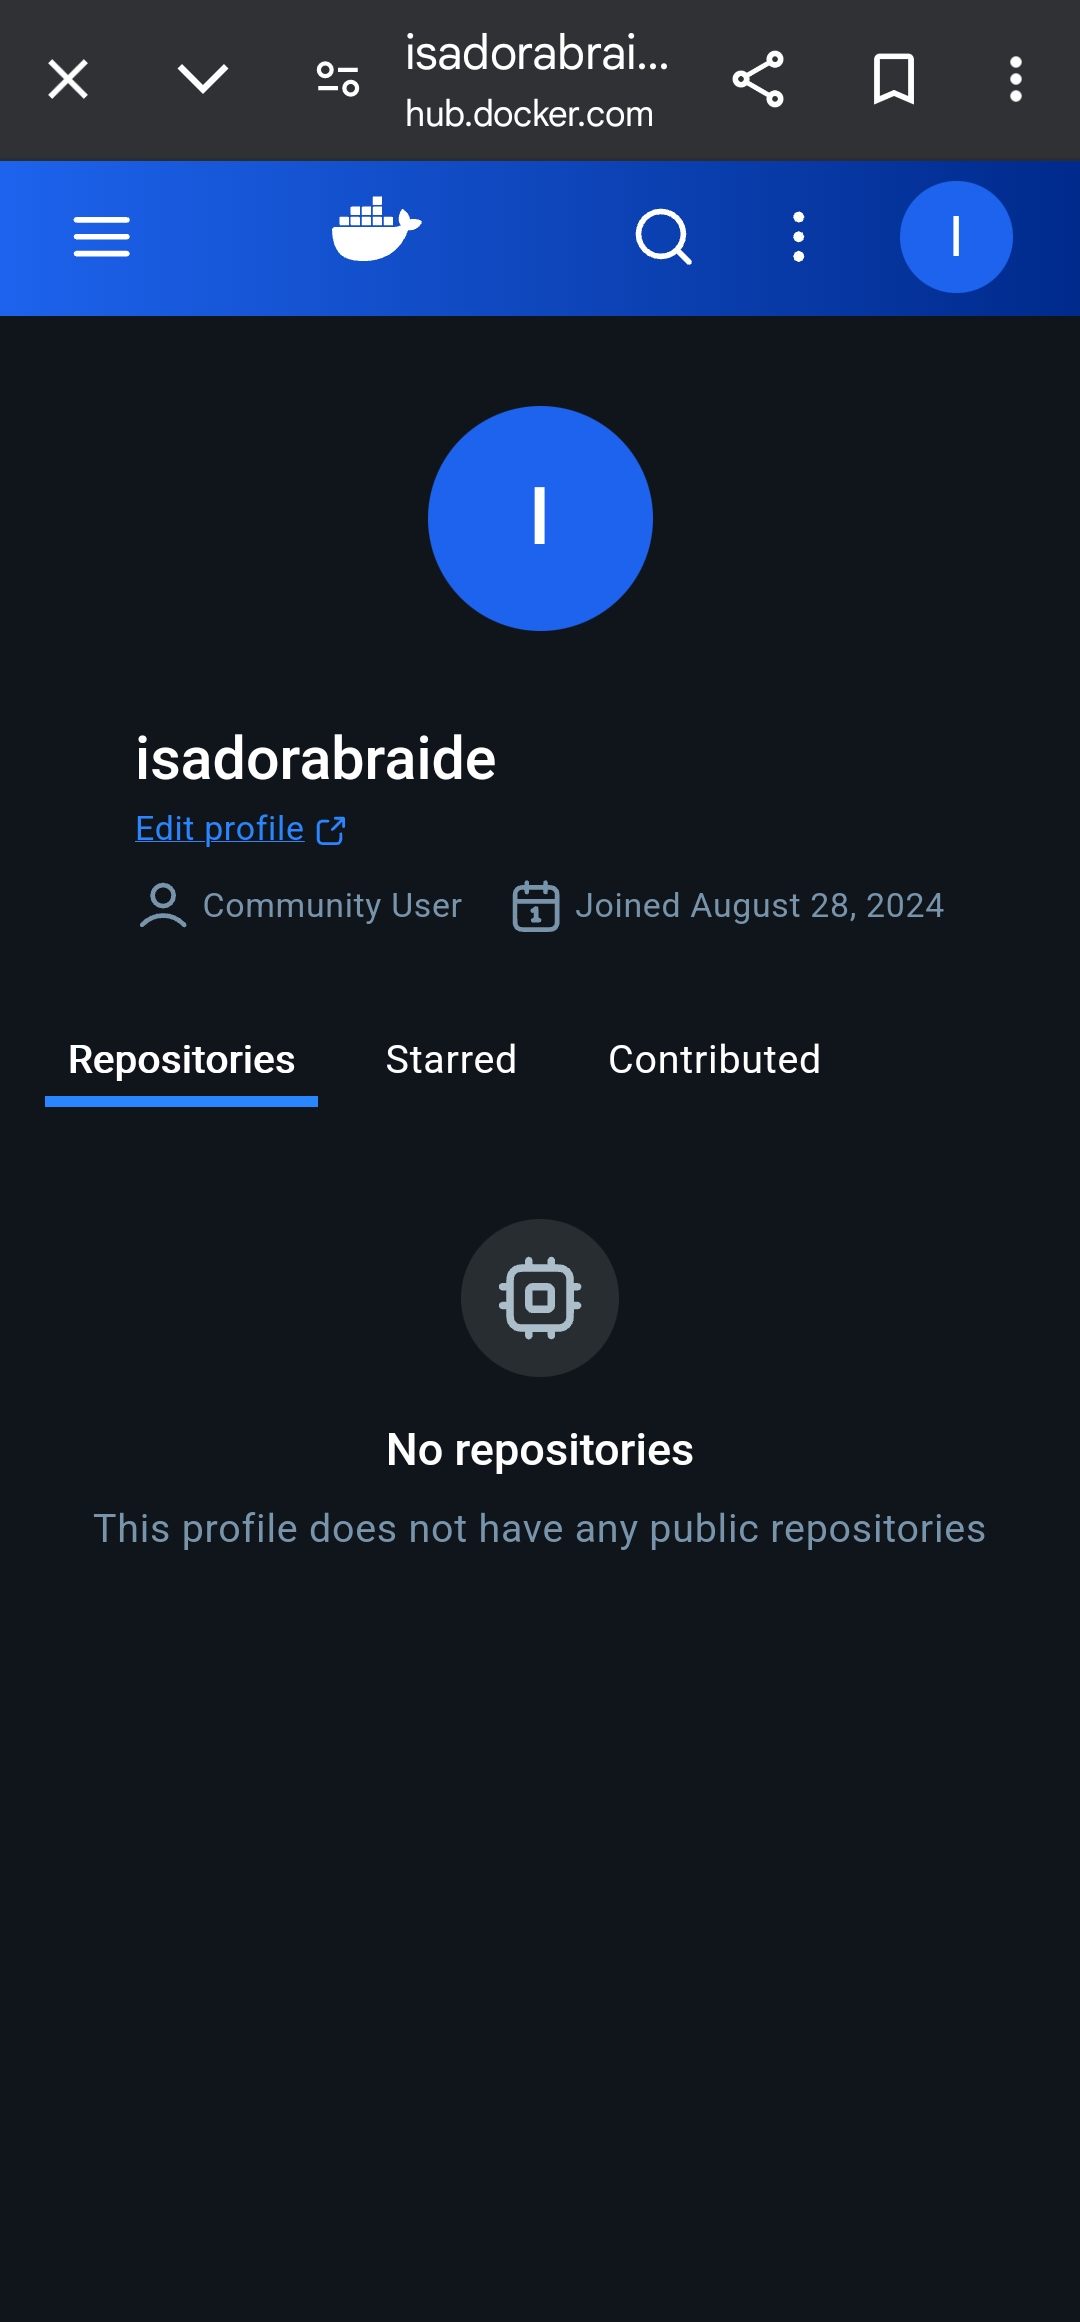 isadorabrai...
hub.docker.com
I
I
isadorabraide
Edit profile
Community User Joined August 28, 2024
Repositories Starred Contributed
No repositories
This profile does not have any public repositories